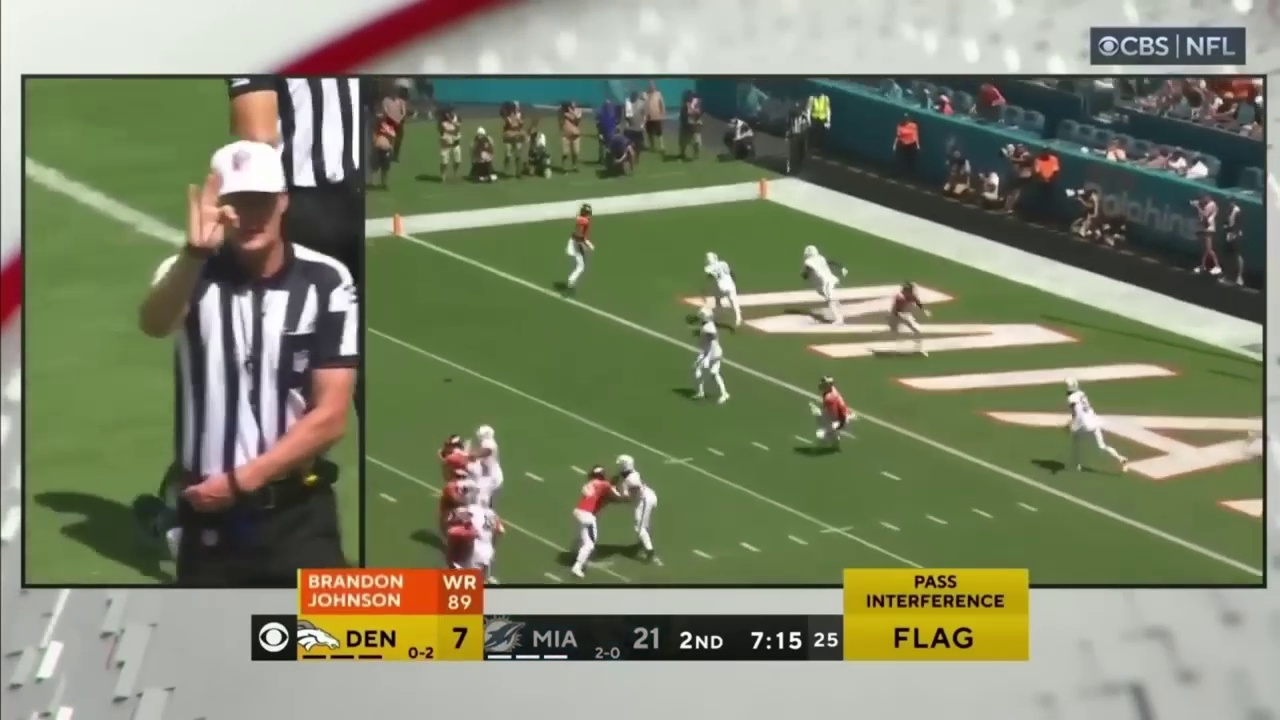 CBS | NFL
Dolphins
BRANDON JOHNSON WR 89
PASS INTERFERENCE
FLAG
DEN 0-2 7 MIA 2-0 21 2ND 7:15 25